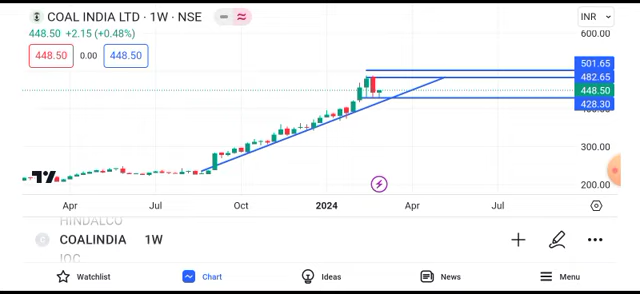 COAL INDIA LTD · 1W · NSE
INR
448.50 +2.15 (+0.48%)
448.50 0.00 448.50
600.00
501.65
482.65
448.50
428.30
300.00
200.00
Apr Jul Oct 2024 Apr Jul
HINDALCO
C COALINDIA 1W
IOC
Watchlist Chart Ideas News Menu